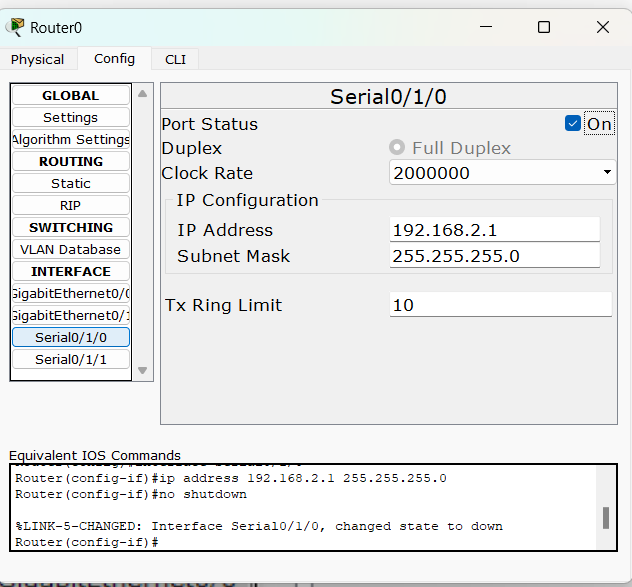 Router0
Physical Config CLI
GLOBAL
Settings
Algorithm Settings
ROUTING
Static
RIP
SWITCHING
VLAN Database
INTERFACE
GigabitEthernet0/0
GigabitEthernet0/1
Serial0/1/0
Serial0/1/1
Serial0/1/0
Port Status On
Duplex Full Duplex
Clock Rate 2000000
IP Configuration
IP Address 192.168.2.1
Subnet Mask 255.255.255.0
Tx Ring Limit 10
Equivalent IOS Commands
Router(config-if)#ip address 192.168.2.1 255.255.255.0
Router(config-if)#no shutdown
%LINK-5-CHANGED: Interface Serial0/1/0, changed state to down
Router(config-if)#